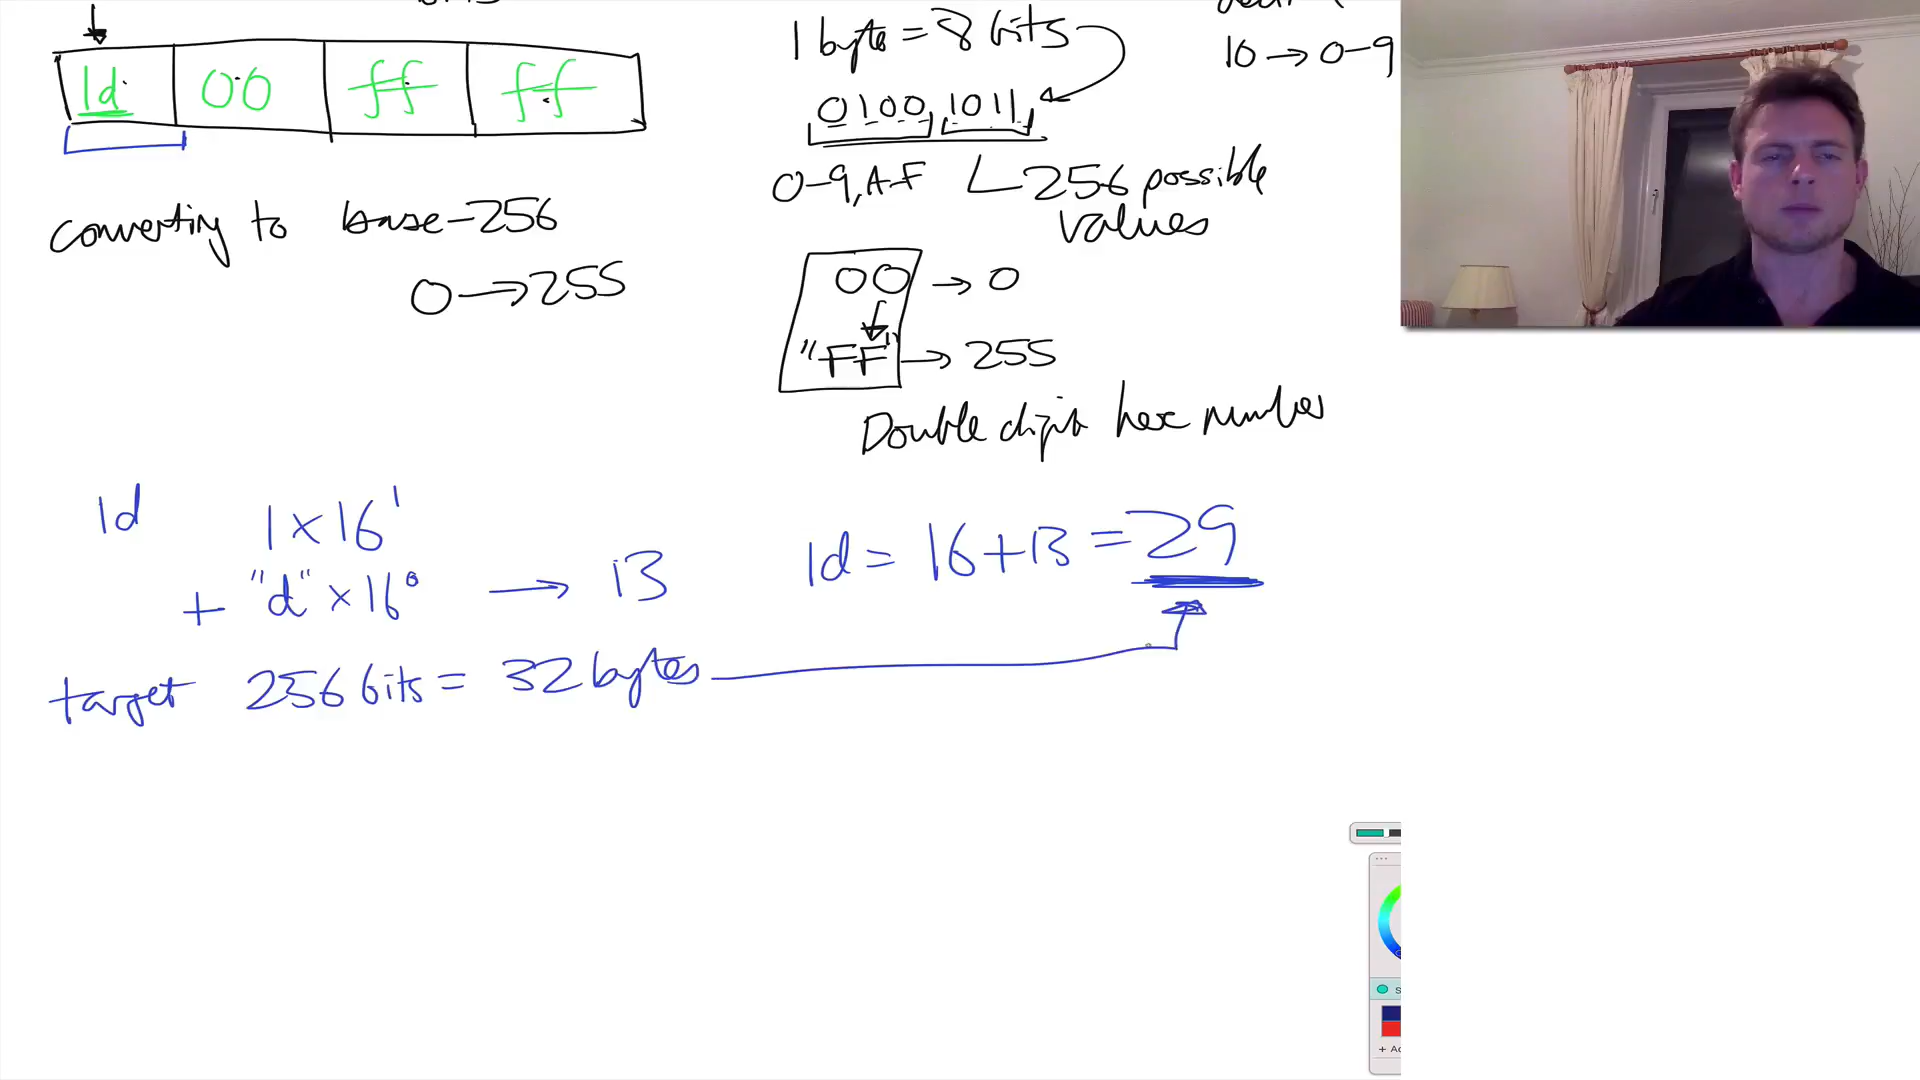 1d 00 ff ff
converting to base-256
0 → 255
1 byte = 8 bits
0100 1011
0-9, A-F
256 possible
values
00 → 0
"FF" → 255
Double digit hex number
10 → 0-9
1d
1 × 16¹
+ "d" × 16⁰ → 13
1d = 16 + 13 = 29
target 256 bits = 32 bytes